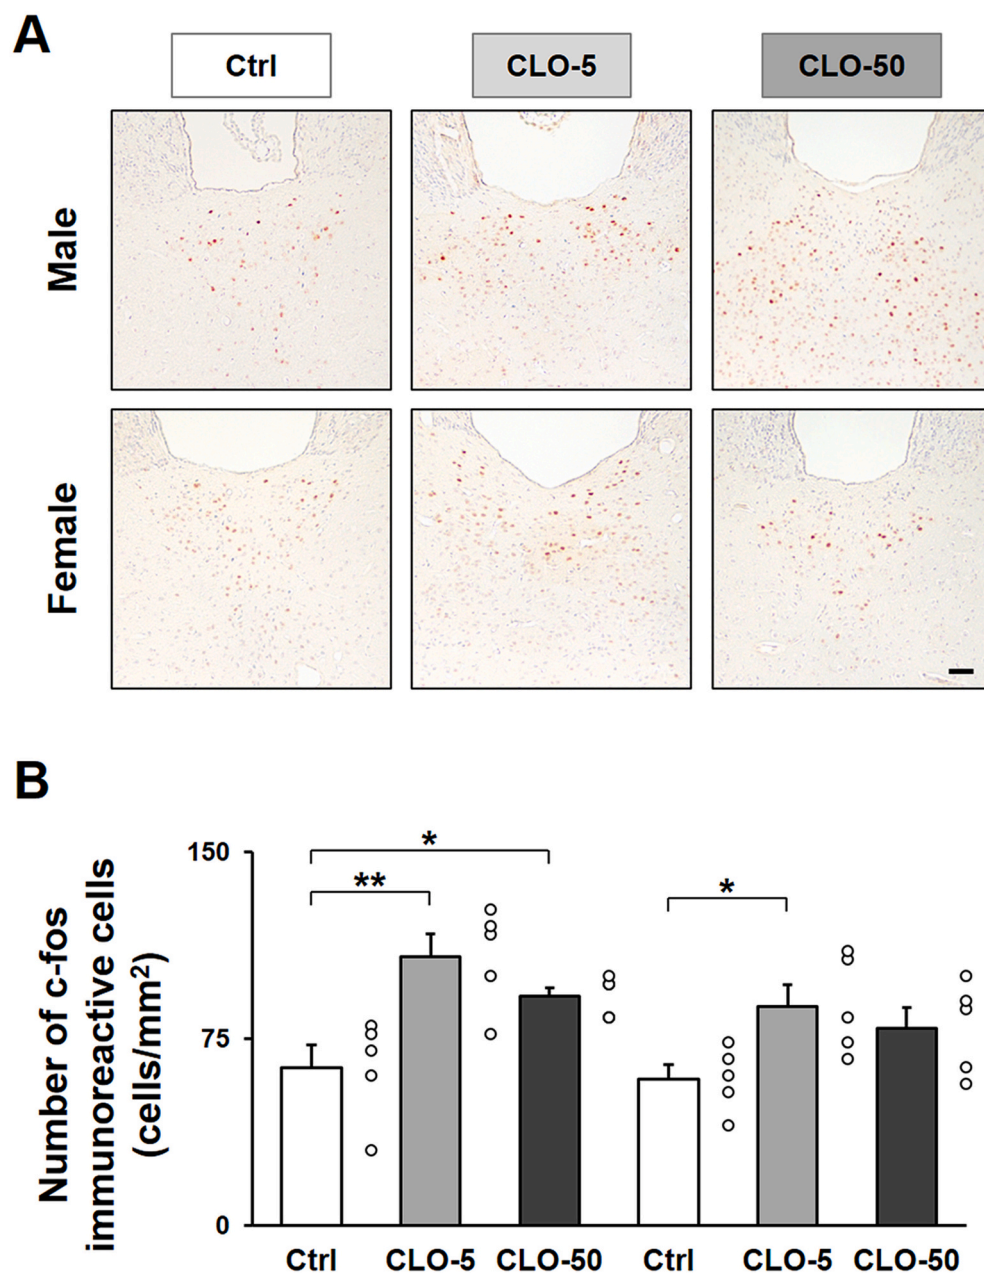 A
Ctrl
CLO-5
CLO-50
Male
Female
B
Number of c-fos
immunoreactive cells
(cells/mm²)
150
75
0
*
**
*
Ctrl
CLO-5
CLO-50
Ctrl
CLO-5
CLO-50